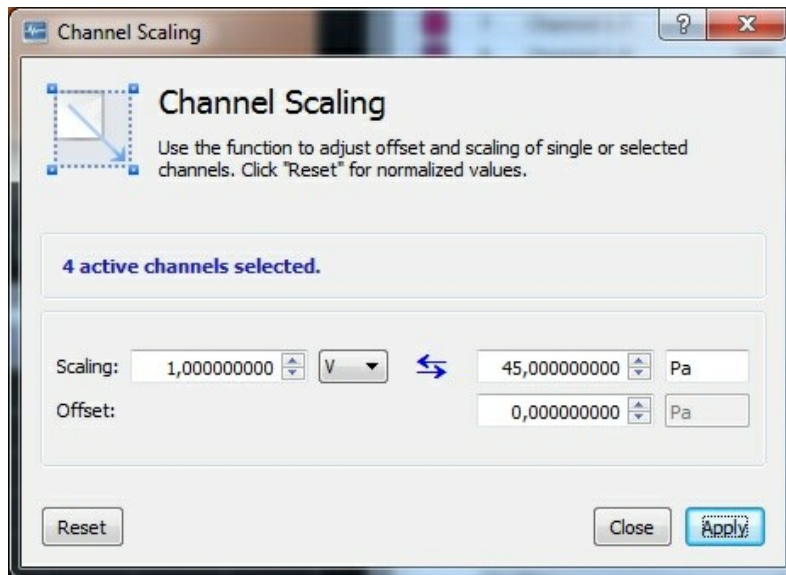 Channel Scaling
?
X
Channel Scaling
Use the function to adjust offset and scaling of single or selected
channels. Click "Reset" for normalized values.
4 active channels selected.
Scaling: 1,000000000 V 45,000000000 Pa
Offset: 0,000000000 Pa
Reset Close Apply